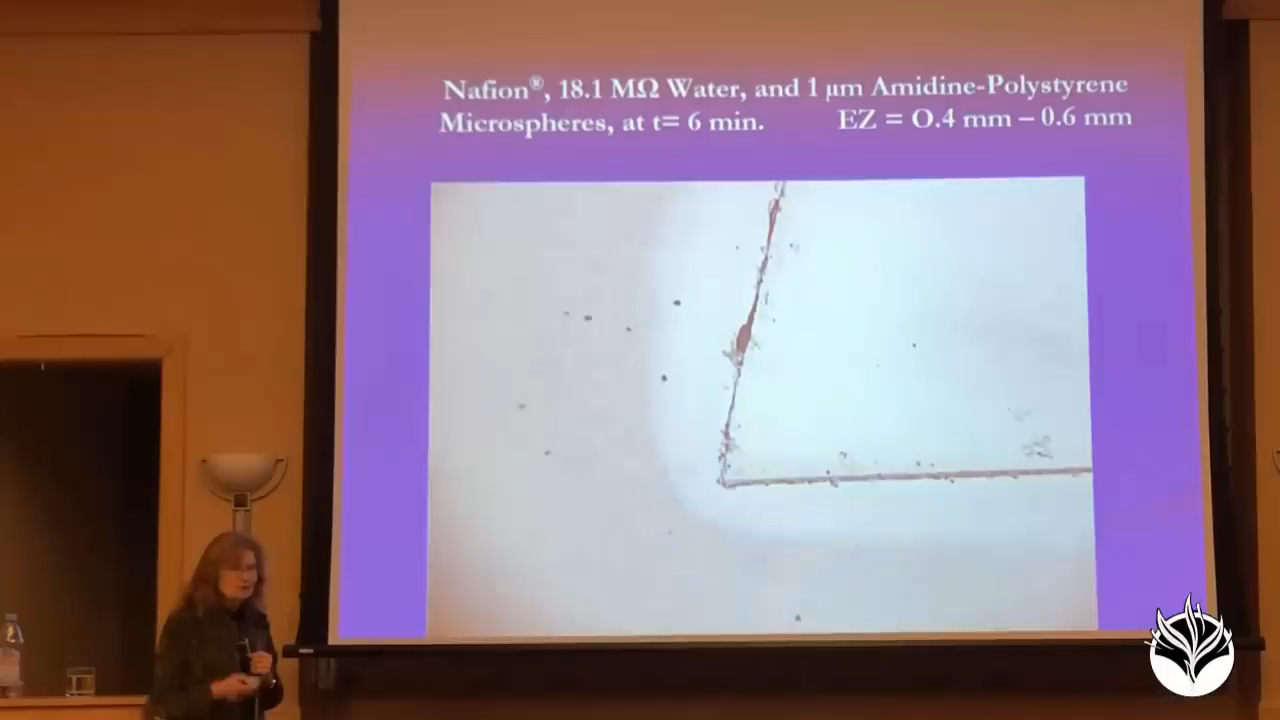 Nafion®, 18.1 MΩ Water, and 1 μm Amidine-Polystyrene
Microspheres, at t= 6 min. EZ = O.4 mm – 0.6 mm